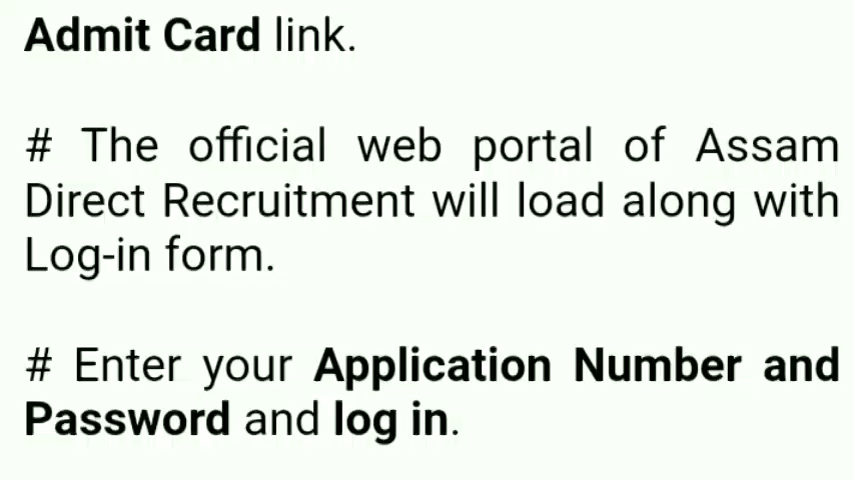 Admit Card link.
# The official web portal of Assam
Direct Recruitment will load along with
Log-in form.
# Enter your Application Number and
Password and log in.